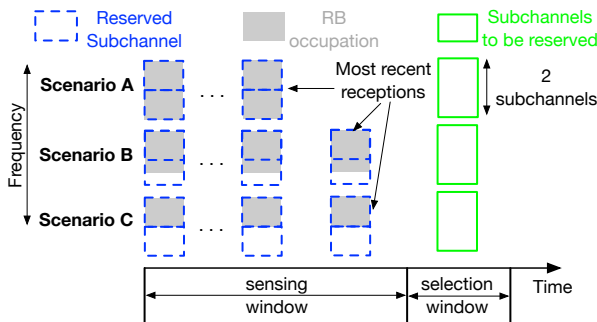 Reserved
Subchannel
RB
occupation
Subchannels
to be reserved
Scenario A
. . .
Most recent
receptions
2
subchannels
Frequency
Scenario B
. . .
Scenario C
. . .
sensing
window
selection
window
Time